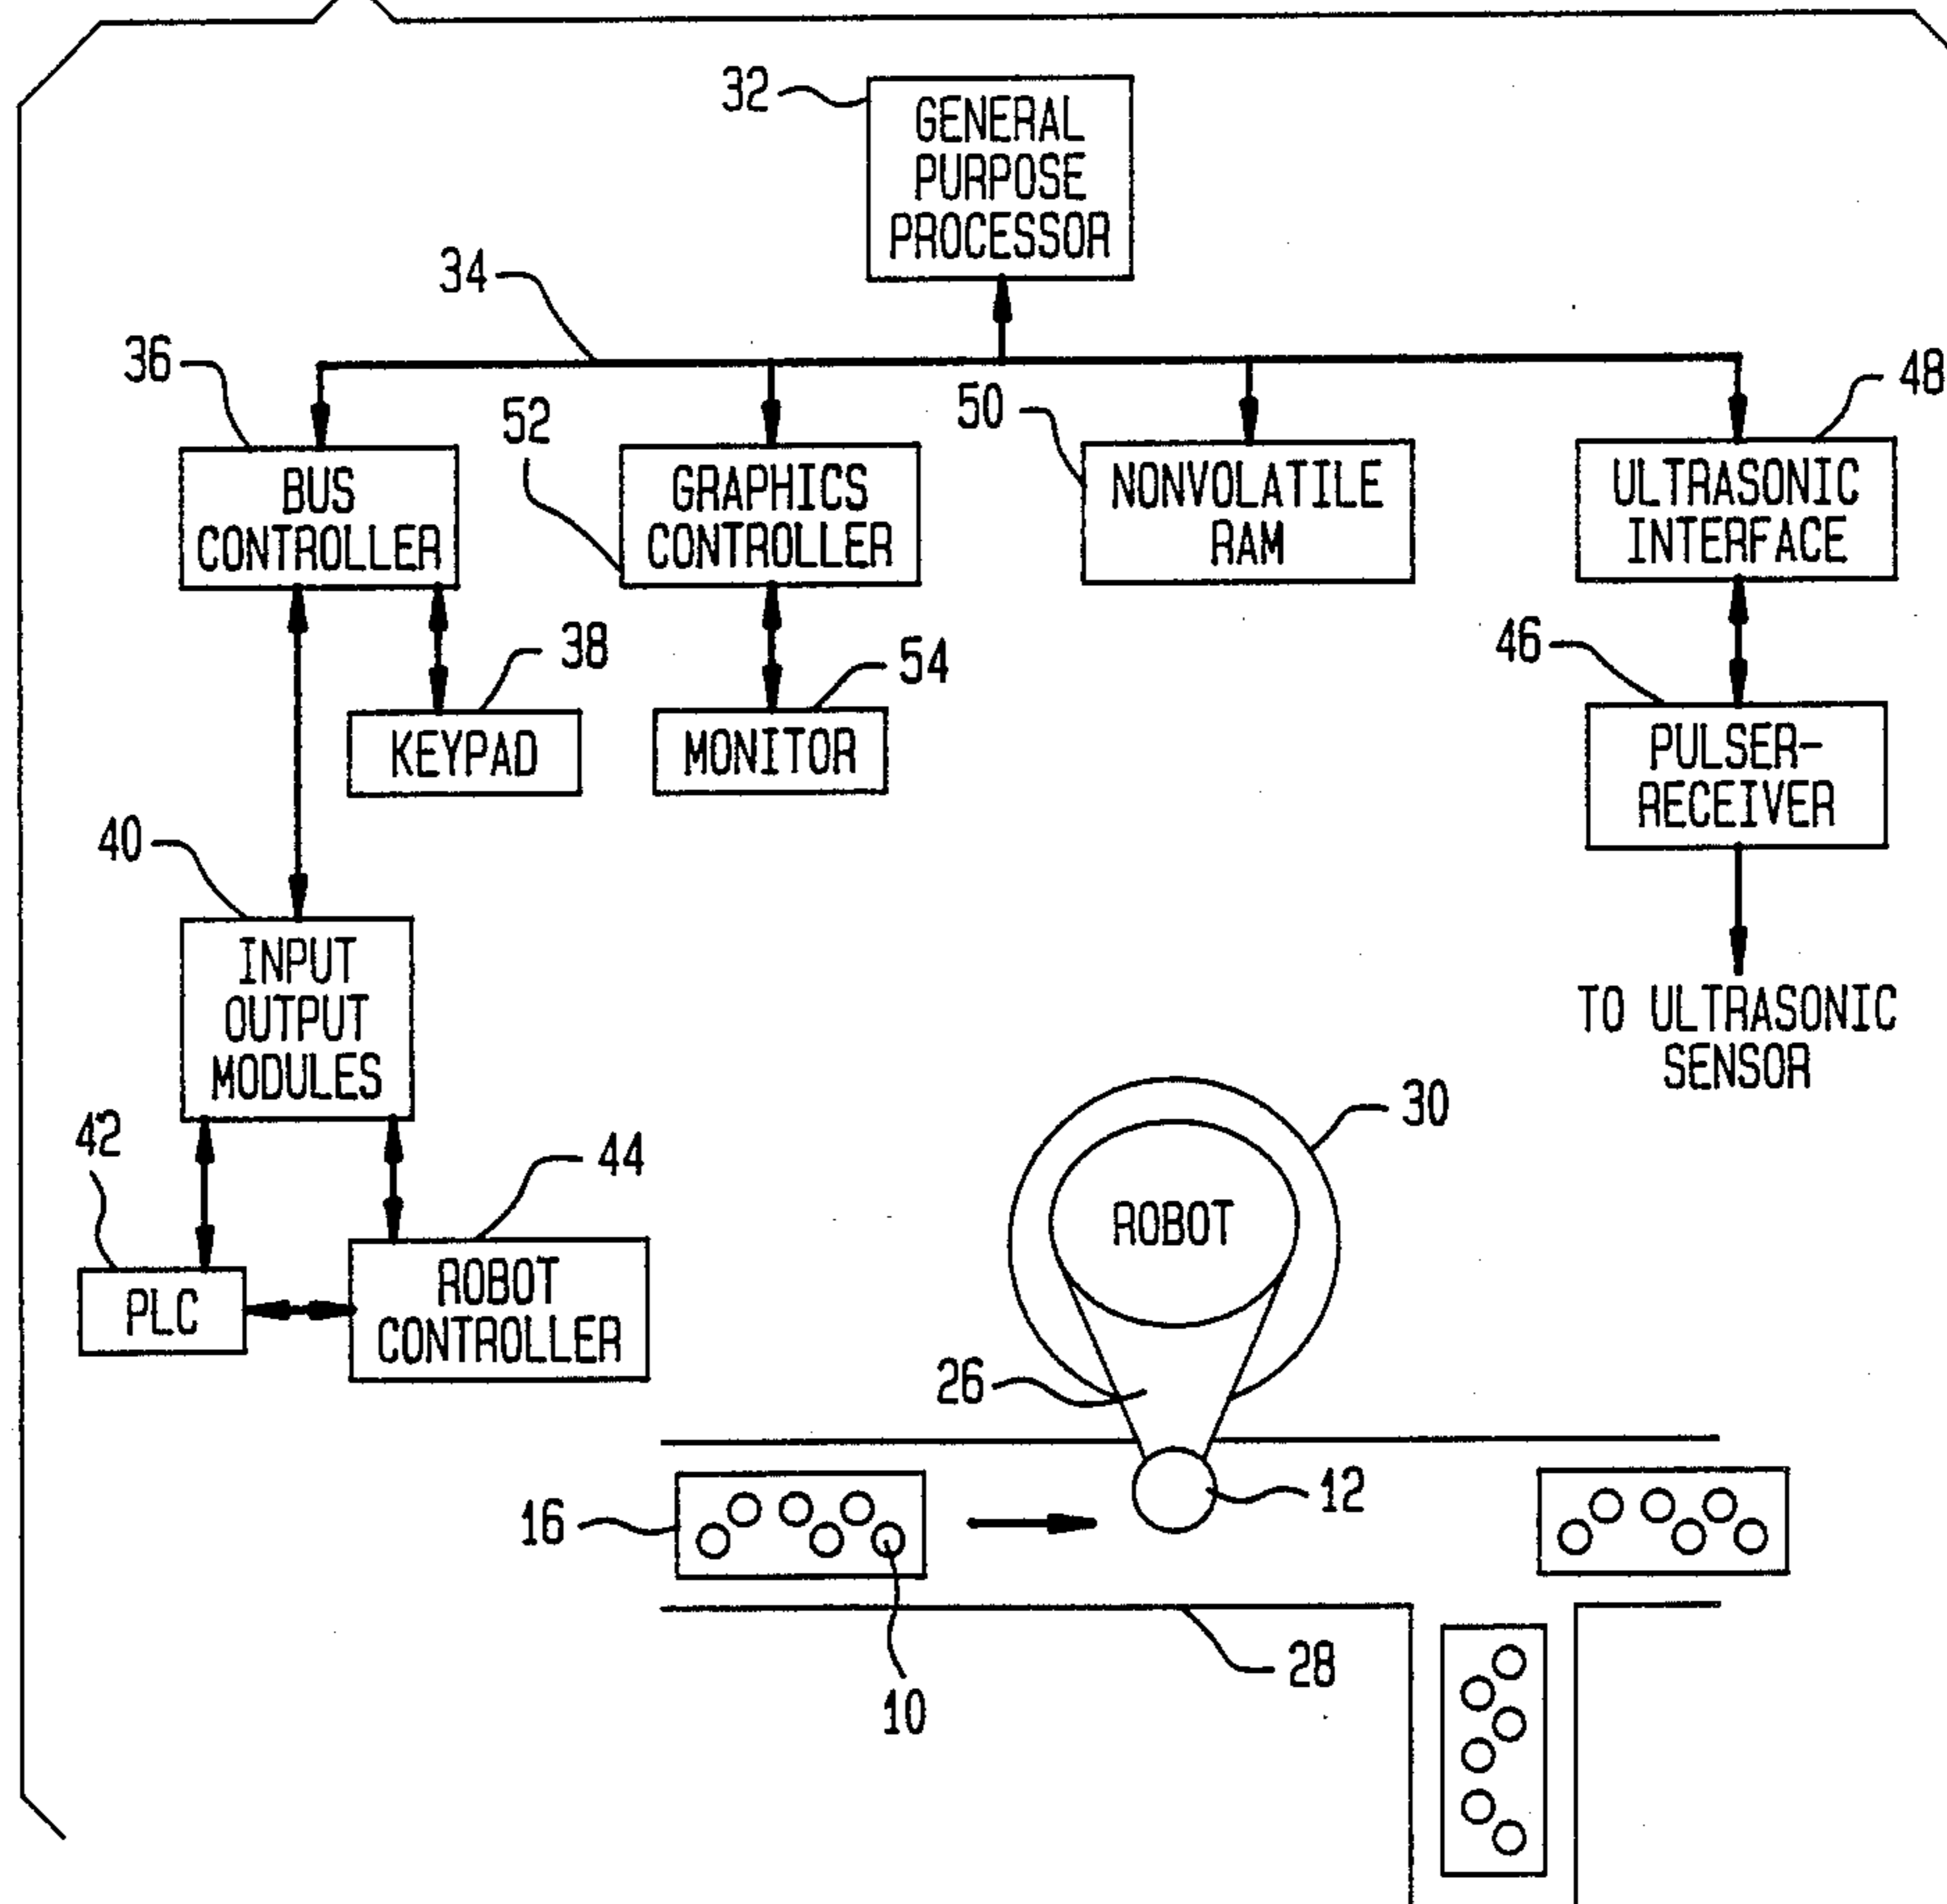 32
GENERAL
PURPOSE
PROCESSOR
34
36
52
50
48
BUS
CONTROLLER
GRAPHICS
CONTROLLER
NONVOLATILE
RAM
ULTRASONIC
INTERFACE
38
54
46
KEYPAD
MONITOR
PULSER-
RECEIVER
40
INPUT
OUTPUT
MODULES
TO ULTRASONIC
SENSOR
42
44
30
ROBOT
PLC
ROBOT
CONTROLLER
26
16
12
10
28